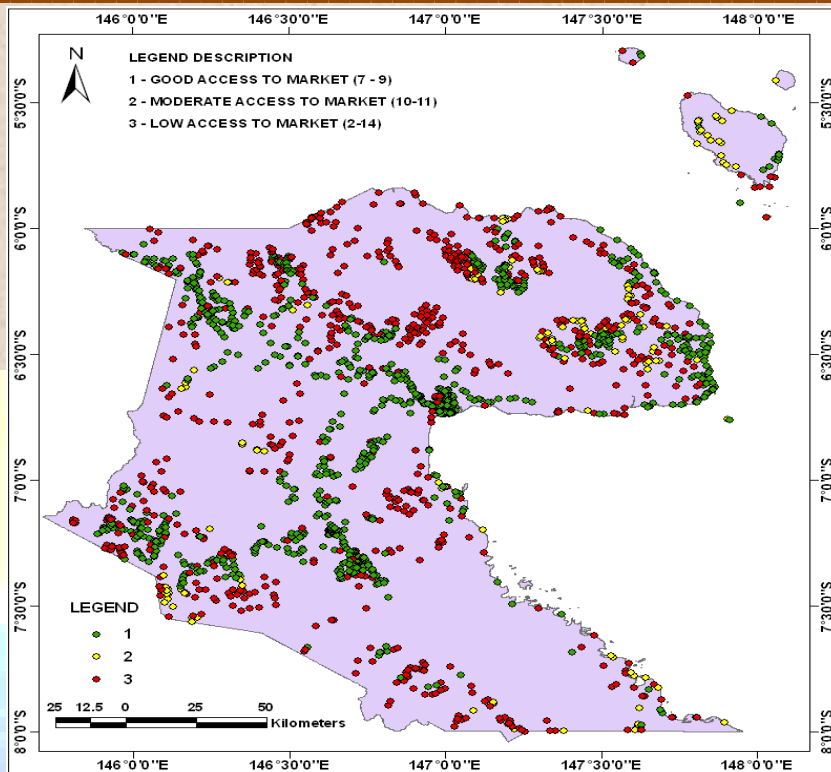 146°0'0"E 146°30'0"E 147°0'0"E 147°30'0"E 148°0'0"E
N
LEGEND DESCRIPTION
1 - GOOD ACCESS TO MARKET (7 - 9)
2 - MODERATE ACCESS TO MARKET (10-11)
3 - LOW ACCESS TO MARKET (2-14)
5°30'0"S 5°30'0"S
6°0'0"S 6°0'0"S
6°30'0"S 6°30'0"S
7°0'0"S 7°0'0"S
7°30'0"S 7°30'0"S
8°0'0"S 8°0'0"S
LEGEND
1
2
3
25 12.5 0 25 50
Kilometers
146°0'0"E 146°30'0"E 147°0'0"E 147°30'0"E 148°0'0"E